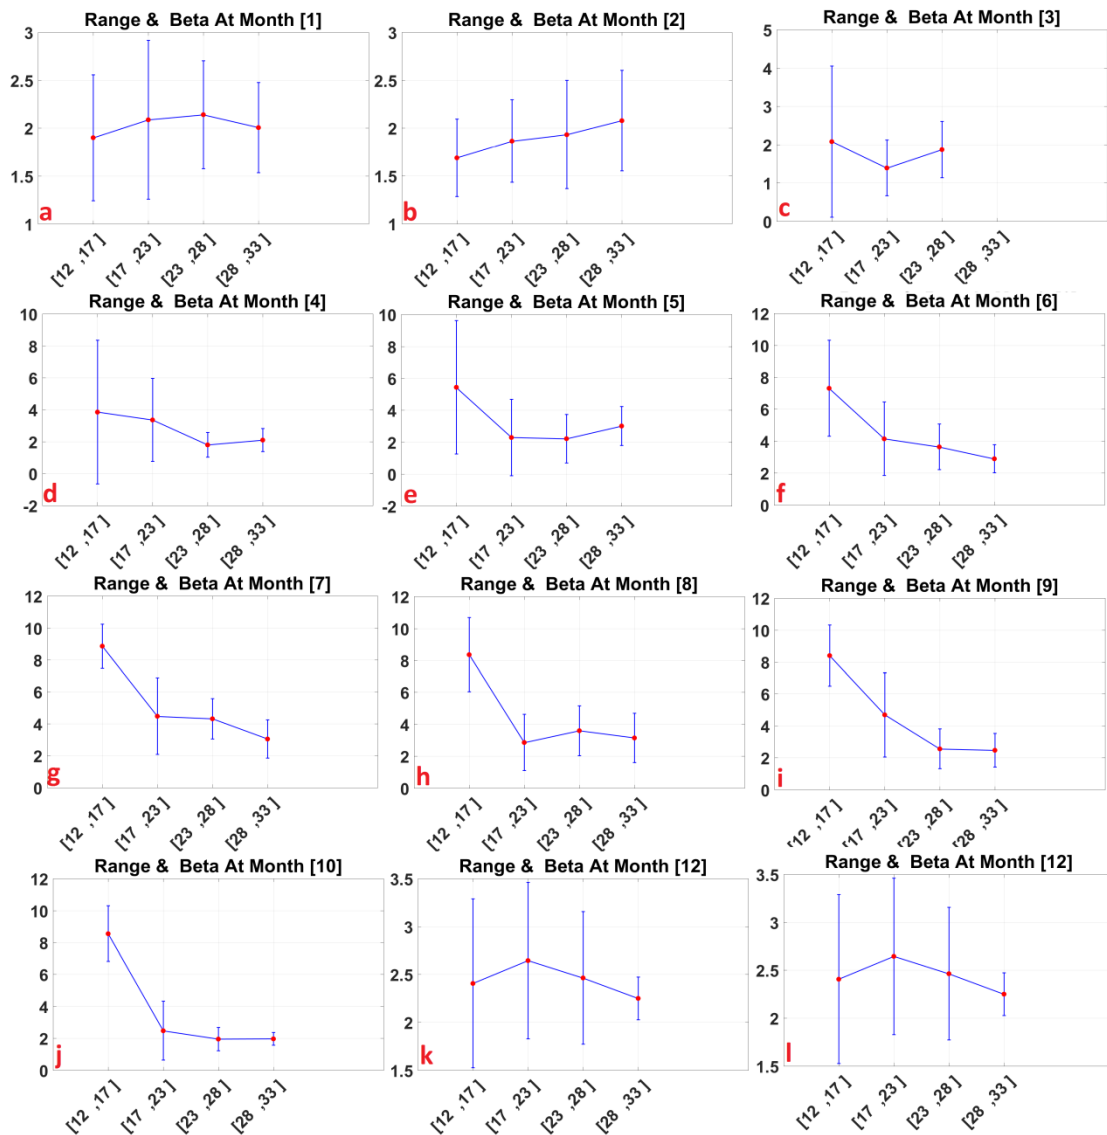 Range & Beta At Month [1]
3
2.5
2
1.5
1
a
[12 ,17 ]
[17 ,23 ]
[23 ,28 ]
[28 ,33 ]
Range & Beta At Month [2]
3
2.5
2
1.5
1
b
[12 ,17 ]
[17 ,23 ]
[23 ,28 ]
[28 ,33 ]
Range & Beta At Month [3]
5
4
3
2
1
0
c
[12 ,17 ]
[17 ,23 ]
[23 ,28 ]
[28 ,33 ]
Range & Beta At Month [4]
10
8
6
4
2
0
-2
d
[12 ,17 ]
[17 ,23 ]
[23 ,28 ]
[28 ,33 ]
Range & Beta At Month [5]
10
8
6
4
2
0
-2
e
[12 ,17 ]
[17 ,23 ]
[23 ,28 ]
[28 ,33 ]
Range & Beta At Month [6]
12
10
8
6
4
2
0
f
[12 ,17 ]
[17 ,23 ]
[23 ,28 ]
[28 ,33 ]
Range & Beta At Month [7]
12
10
8
6
4
2
0
g
[12 ,17 ]
[17 ,23 ]
[23 ,28 ]
[28 ,33 ]
Range & Beta At Month [8]
12
10
8
6
4
2
0
h
[12 ,17 ]
[17 ,23 ]
[23 ,28 ]
[28 ,33 ]
Range & Beta At Month [9]
12
10
8
6
4
2
0
i
[12 ,17 ]
[17 ,23 ]
[23 ,28 ]
[28 ,33 ]
Range & Beta At Month [10]
12
10
8
6
4
2
0
j
[12 ,17 ]
[17 ,23 ]
[23 ,28 ]
[28 ,33 ]
Range & Beta At Month [12]
3.5
3
2.5
2
1.5
k
[12 ,17 ]
[17 ,23 ]
[23 ,28 ]
[28 ,33 ]
Range & Beta At Month [12]
3.5
3
2.5
2
1.5
l
[12 ,17 ]
[17 ,23 ]
[23 ,28 ]
[28 ,33 ]